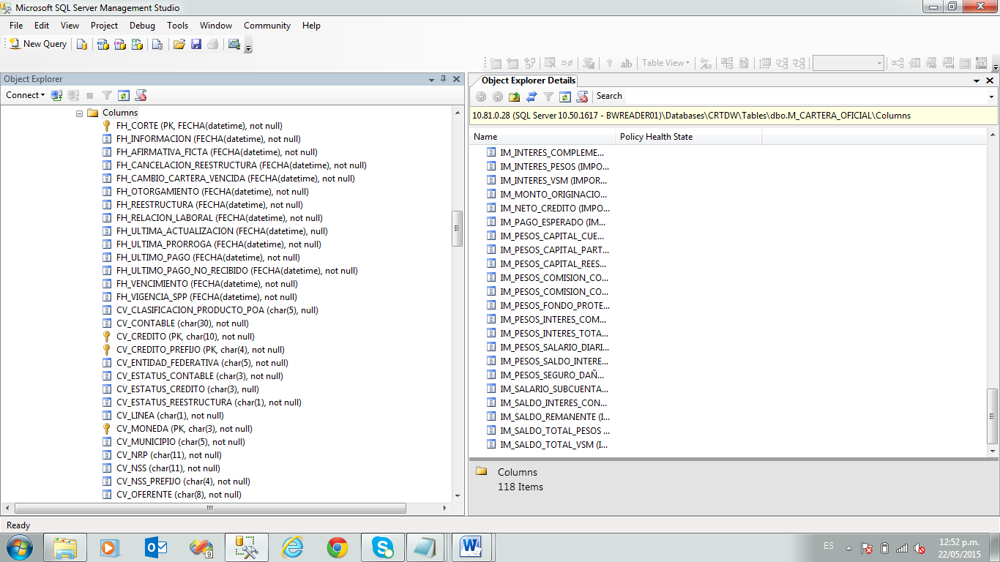 Microsoft SQL Server Management Studio
File Edit View Project Debug Tools Window Community Help
New Query
Table View
Object Explorer
Connect
Columns
FH_CORTE (PK, FECHA(datetime), not null)
FH_INFORMACION (FECHA(datetime), not null)
FH_AFIRMATIVA_FICTA (FECHA(datetime), not null)
FH_CANCELACION_REESTRUCTURA (FECHA(datetime), not null)
FH_CAMBIO_CARTERA_VENCIDA (FECHA(datetime), not null)
FH_OTORGAMIENTO (FECHA(datetime), not null)
FH_REESTRUCTURA (FECHA(datetime), not null)
FH_RELACION_LABORAL (FECHA(datetime), not null)
FH_ULTIMA_ACTUALIZACION (FECHA(datetime), not null)
FH_ULTIMA_PRORROGA (FECHA(datetime), not null)
FH_ULTIMO_PAGO (FECHA(datetime), not null)
FH_ULTIMO_PAGO_NO_RECIBIDO (FECHA(datetime), not null)
FH_VENCIMIENTO (FECHA(datetime), not null)
FH_VIGENCIA_SPP (FECHA(datetime), not null)
CV_CLASIFICACION_PRODUCTO_POA (char(5), null)
CV_CONTABLE (char(30), not null)
CV_CREDITO (PK, char(10), not null)
CV_CREDITO_PREFIJO (PK, char(4), not null)
CV_ENTIDAD_FEDERATIVA (char(5), not null)
CV_ESTATUS_CONTABLE (char(3), not null)
CV_ESTATUS_CREDITO (char(3), null)
CV_ESTATUS_REESTRUCTURA (char(1), not null)
CV_LINEA (char(1), not null)
CV_MONEDA (PK, char(3), not null)
CV_MUNICIPIO (char(5), not null)
CV_NRP (char(11), not null)
CV_NSS (char(11), not null)
CV_NSS_PREFIJO (char(4), not null)
CV_OFERENTE (char(8), not null)
Object Explorer Details
Search
10.81.0.28 (SQL Server 10.50.1617 - BWREADER01)\Databases\CRTDW\Tables\dbo.M_CARTERA_OFICIAL\Columns
Name Policy Health State
IM_INTERES_COMPLEME...
IM_INTERES_PESOS (IMPO...
IM_INTERES_VSM (IMPOR...
IM_MONTO_ORIGINACIO...
IM_NETO_CREDITO (IMPO...
IM_PAGO_ESPERADO (IM...
IM_PESOS_CAPITAL_CUE...
IM_PESOS_CAPITAL_PART...
IM_PESOS_CAPITAL_REES...
IM_PESOS_COMISION_CO...
IM_PESOS_COMISION_CO...
IM_PESOS_FONDO_PROTE...
IM_PESOS_INTERES_COM...
IM_PESOS_INTERES_TOTA...
IM_PESOS_SALARIO_DIARI...
IM_PESOS_SALDO_INTERE...
IM_PESOS_SEGURO_DAÑ...
IM_SALARIO_SUBCUENTA...
IM_SALDO_INTERES_CON...
IM_SALDO_REMANENTE (I...
IM_SALDO_TOTAL_PESOS ...
IM_SALDO_TOTAL_VSM (I...
Columns
118 Items
Ready
ES
12:52 p.m.
22/05/2015